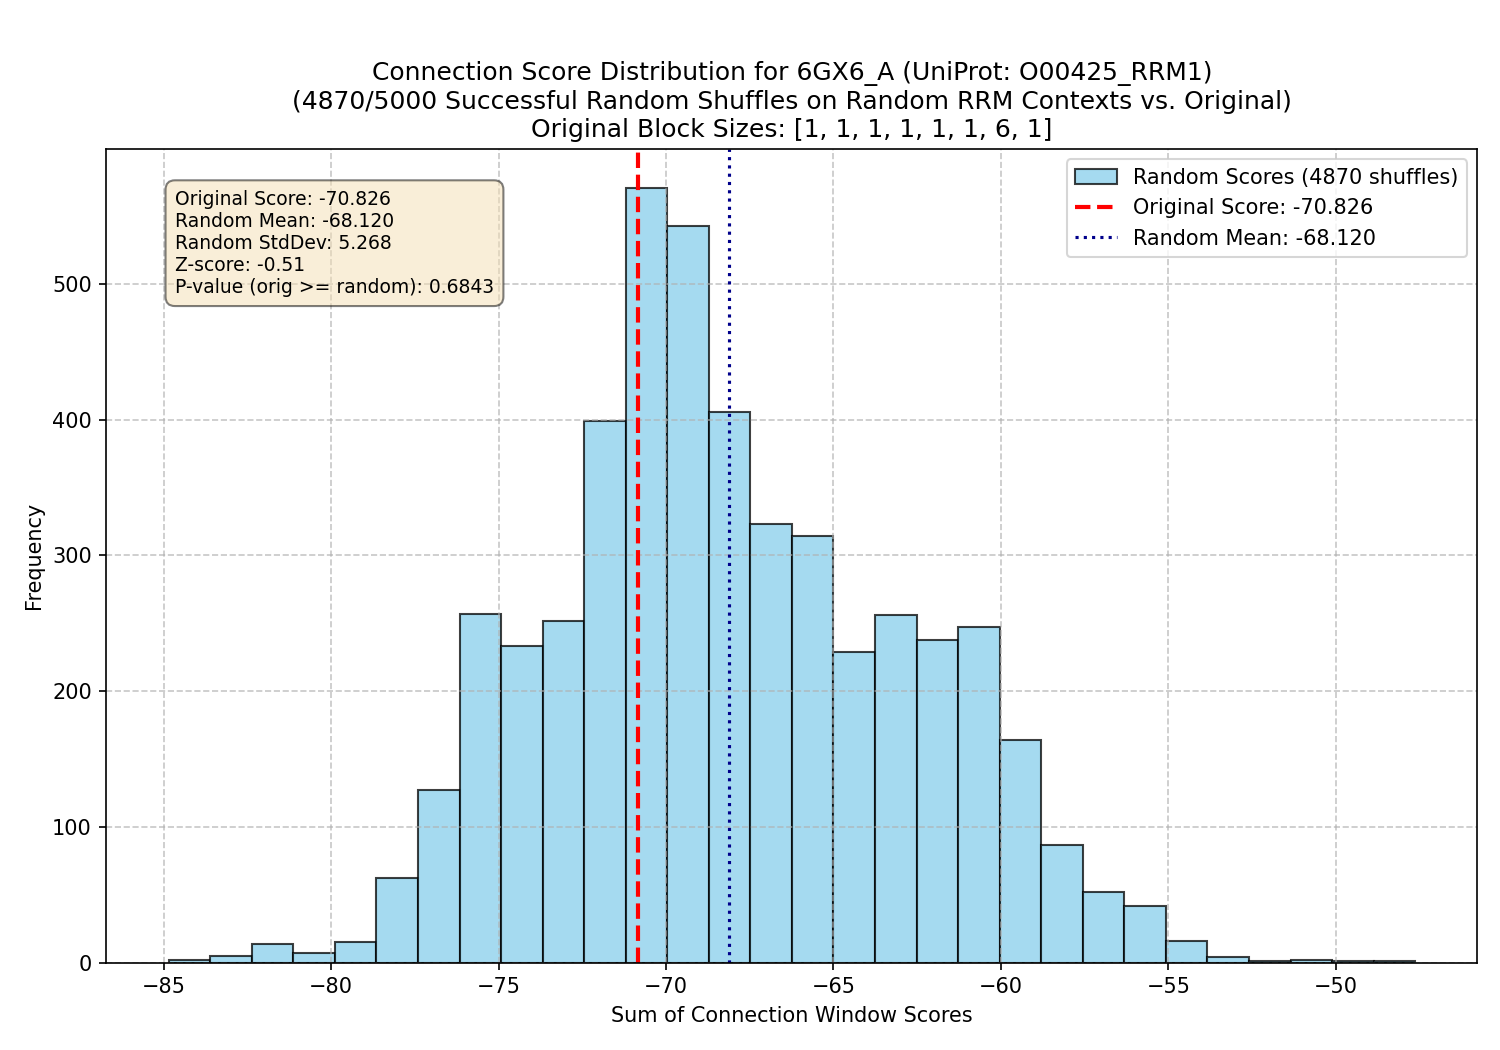 Connection Score Distribution for 6GX6_A (UniProt: O00425_RRM1)
(4870/5000 Successful Random Shuffles on Random RRM Contexts vs. Original)
Original Block Sizes: [1, 1, 1, 1, 1, 1, 6, 1]
Original Score: -70.826
Random Mean: -68.120
Random StdDev: 5.268
Z-score: -0.51
P-value (orig >= random): 0.6843
Random Scores (4870 shuffles)
Original Score: -70.826
Random Mean: -68.120
Frequency
500
400
300
200
100
0
−85 −80 −75 −70 −65 −60 −55 −50
Sum of Connection Window Scores